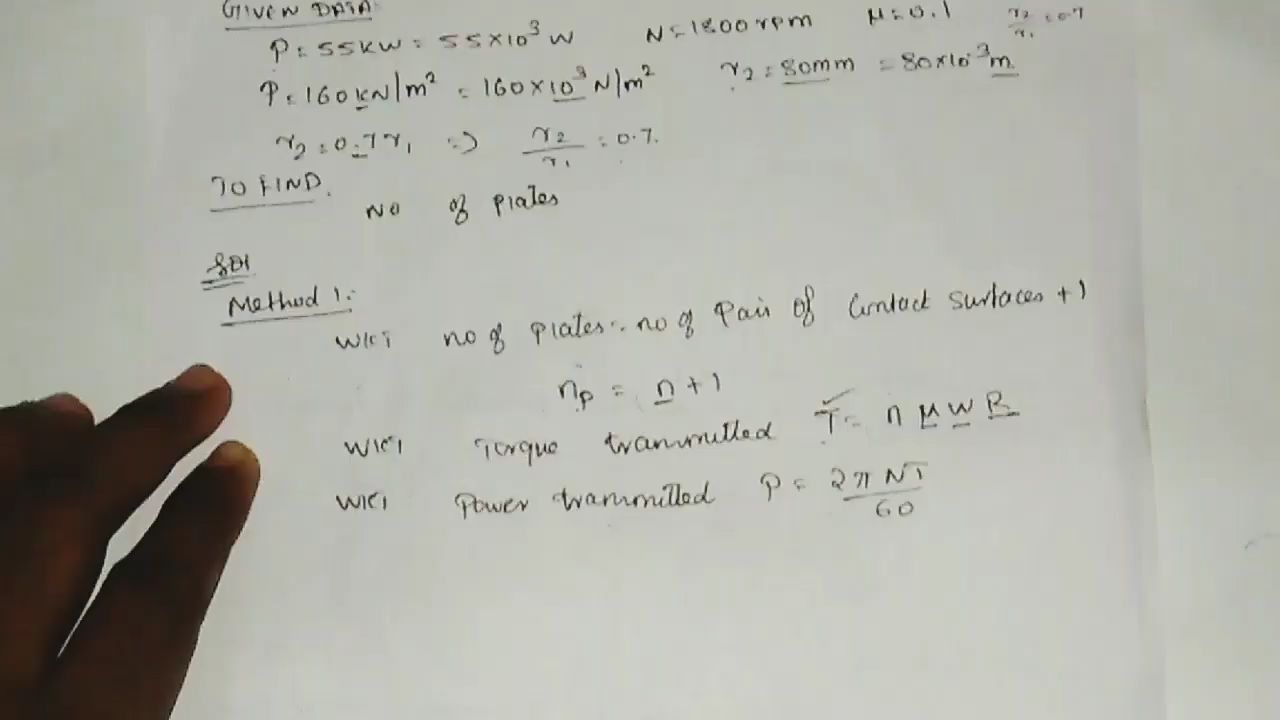 GIVEN DATA
P = 55KW = 55×10³ W N = 1800 rpm μ = 0.1 r₂/r₁ = 0.7
P = 160 kN/m² = 160×10³ N/m² r₂ = 80mm = 80×10⁻³ m
r₂ = 0.7 r₁ => r₂/r₁ = 0.7.
TO FIND.
NO of plates
Sol
Method 1:-
WKT no of plates = no of pair of contact surfaces + 1
np = n + 1
WKT Torque transmitted T = n μ W R
WKT Power transmitted P = 2π NT/60